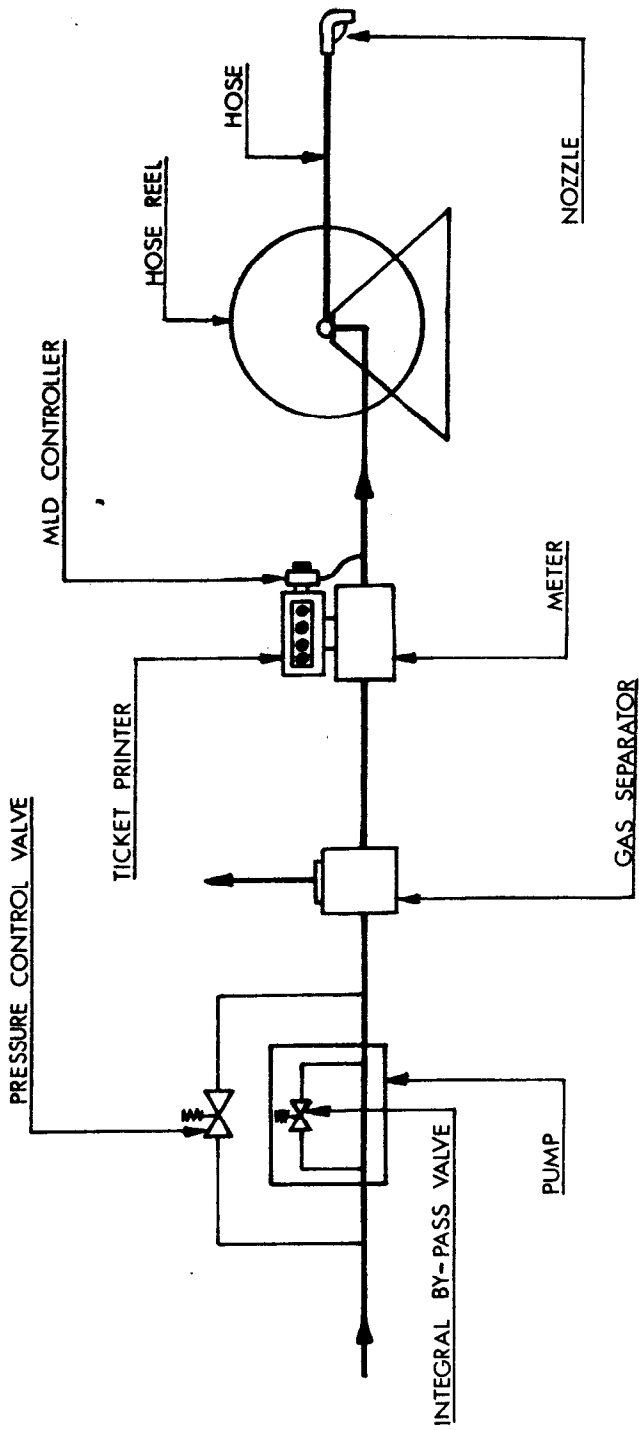 PRESSURE CONTROL VALVE
TICKET PRINTER
MLD CONTROLLER
HOSE REEL
HOSE
INTEGRAL BY-PASS VALVE
PUMP
GAS SEPARATOR
METER
NOZZLE